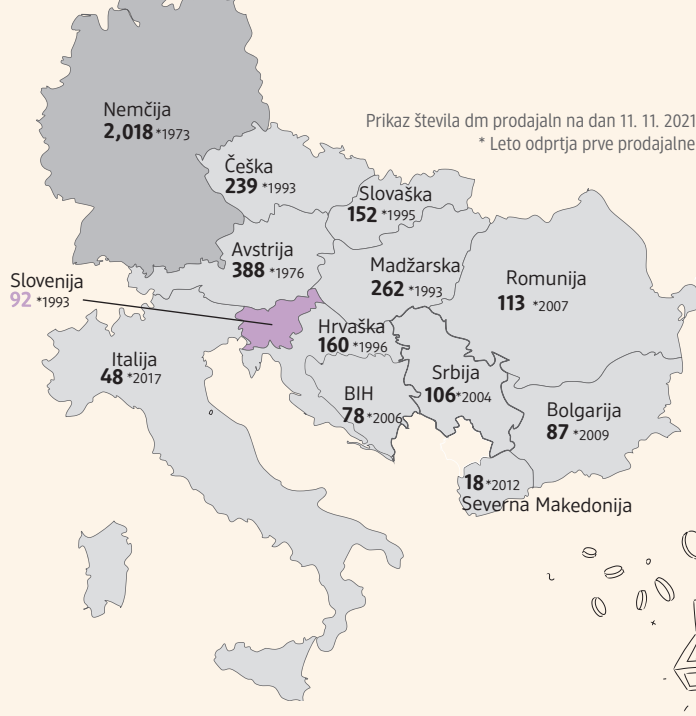 Nemčija
2,018 *1973
Prikaz števila dm prodajaln na dan 11. 11. 2021
* Leto odprtja prve prodajalne
Češka
239 *1993
Slovaška
152 *1995
Avstrija
388 *1976
Madžarska
262 *1993
Romunija
113 *2007
Slovenija
92 *1993
Hrvaška
160 *1996
Italija
48 *2017
Srbija
106 *2004
BIH
78 *2006
Bolgarija
87 *2009
18 *2012
Severna Makedonija